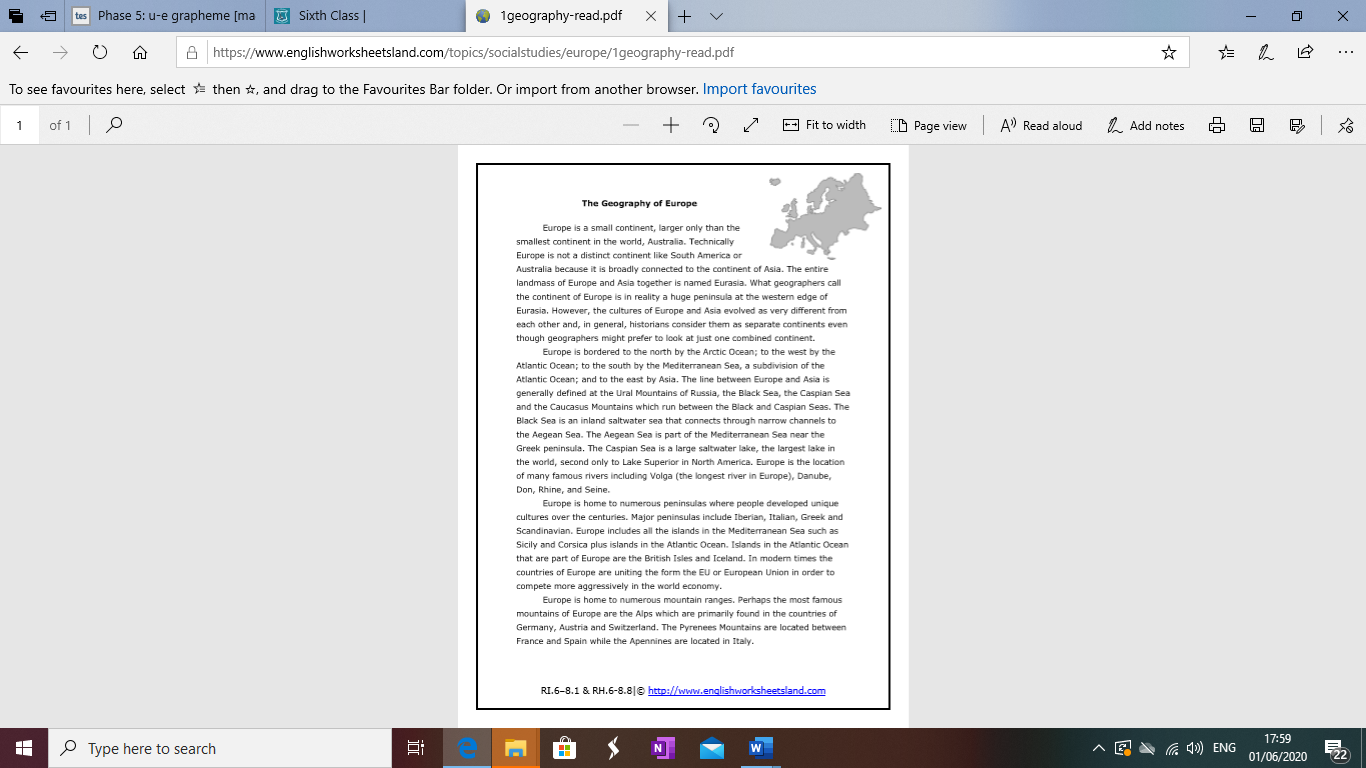 tes Phase 5: u-e grapheme [ma
Sixth Class |
1geography-read.pdf
https://www.englishworksheetsland.com/topics/socialstudies/europe/1geography-read.pdf
To see favourites here, select then ☆, and drag to the Favourites Bar folder. Or import from another browser. Import favourites
1 of 1 Fit to width Page view Read aloud Add notes
The Geography of Europe
Europe is a small continent, larger only than the
smallest continent in the world, Australia. Technically
Europe is not a distinct continent like South America or
Australia because it is broadly connected to the continent of Asia. The entire
landmass of Europe and Asia together is named Eurasia. What geographers call
the continent of Europe is in reality a huge peninsula at the western edge of
Eurasia. However, the cultures of Europe and Asia evolved as very different from
each other and, in general, historians consider them as separate continents even
though geographers might prefer to look at just one combined continent.
Europe is bordered to the north by the Arctic Ocean; to the west by the
Atlantic Ocean; to the south by the Mediterranean Sea, a subdivision of the
Atlantic Ocean; and to the east by Asia. The line between Europe and Asia is
generally defined at the Ural Mountains of Russia, the Black Sea, the Caspian Sea
and the Caucasus Mountains which run between the Black and Caspian Seas. The
Black Sea is an inland saltwater sea that connects through narrow channels to
the Aegean Sea. The Aegean Sea is part of the Mediterranean Sea near the
Greek peninsula. The Caspian Sea is a large saltwater lake, the largest lake in
the world, second only to Lake Superior in North America. Europe is the location
of many famous rivers including Volga (the longest river in Europe), Danube,
Don, Rhine, and Seine.
Europe is home to numerous peninsulas where people developed unique
cultures over the centuries. Major peninsulas include Iberian, Italian, Greek and
Scandinavian. Europe includes all the islands in the Mediterranean Sea such as
Sicily and Corsica plus islands in the Atlantic Ocean. Islands in the Atlantic Ocean
that are part of Europe are the British Isles and Iceland. In modern times the
countries of Europe are uniting the form the EU or European Union in order to
compete more aggressively in the world economy.
Europe is home to numerous mountain ranges. Perhaps the most famous
mountains of Europe are the Alps which are primarily found in the countries of
Germany, Austria and Switzerland. The Pyrenees Mountains are located between
France and Spain while the Apennines are located in Italy.
RI.6-8.1 & RH.6-8.8|© http://www.englishworksheetsland.com
Type here to search
ENG
17:59
01/06/2020
22